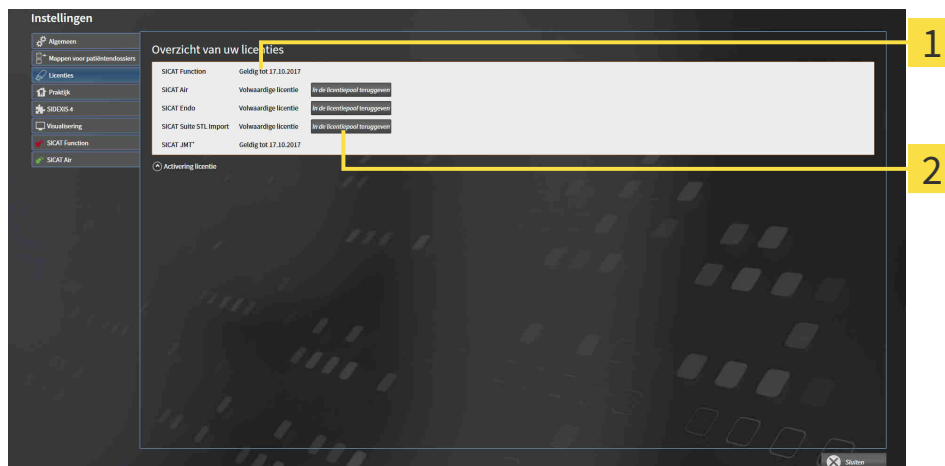 Instellingen
Algemeen
Mappen voor patiëntendossiers
Licenties
Praktijk
SIDEXIS 4
Visualisering
SICAT Function
SICAT Air
Overzicht van uw licenties
SICAT Function Geldig tot 17.10.2017
SICAT Air Volwaardige licentie In de licentiepool teruggeven
SICAT Endo Volwaardige licentie In de licentiepool teruggeven
SICAT Suite STL Import Volwaardige licentie In de licentiepool teruggeven
SICAT JMT+ Geldig tot 17.10.2017
Activering licentie
Sluiten
1
2